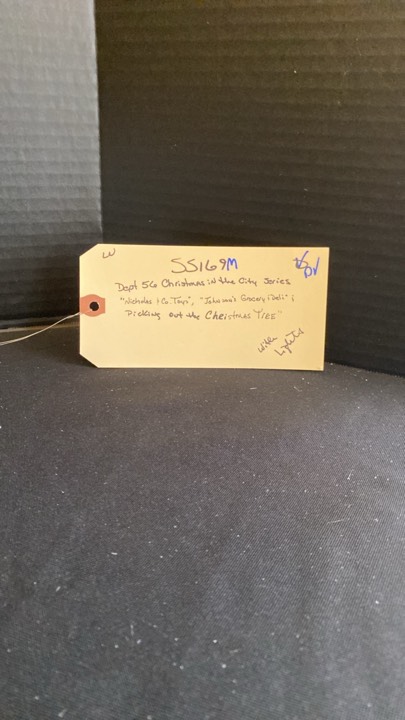 W
SS169M
Dept 56 Christmas in the City Series
"Nicholas & Co. Toys", "Johnson's Grocery & Deli" &
Picking out the Christmas Tree"
with
Lights